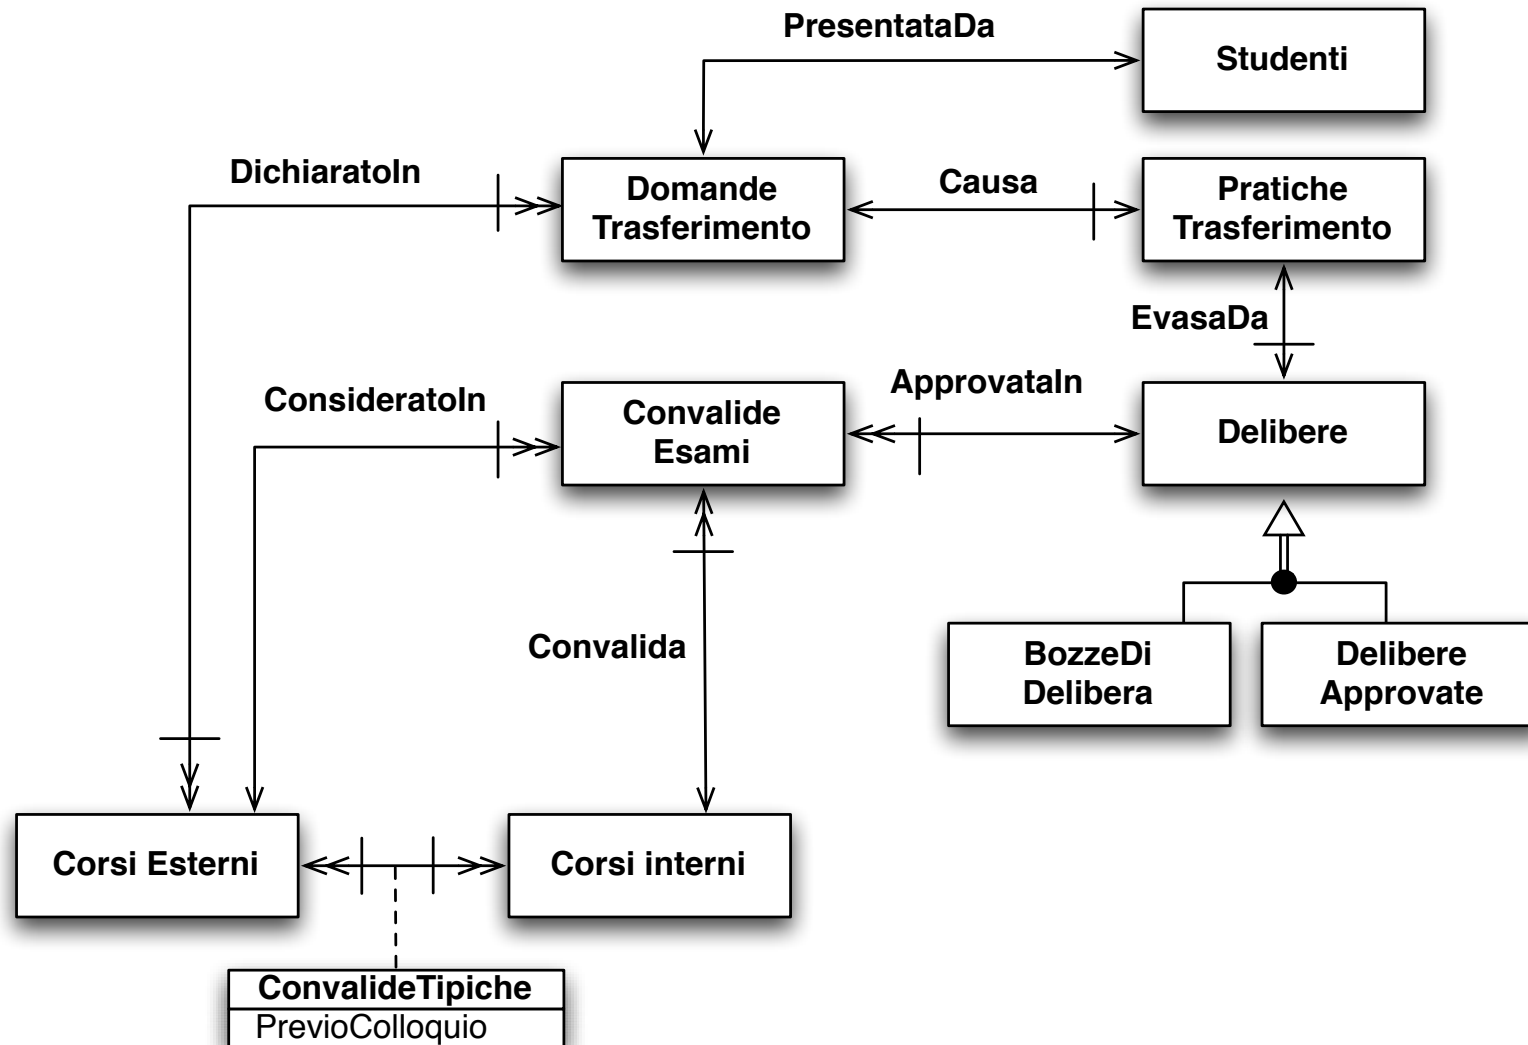 PresentataDa
Studenti
DichiaratoIn
Domande
Trasferimento
Causa
Pratiche
Trasferimento
EvasaDa
ConsideratoIn
Convalide
Esami
ApprovataIn
Delibere
Convalida
BozzeDi
Delibera
Delibere
Approvate
Corsi Esterni
Corsi interni
ConvalideTipiche
PrevioColloquio